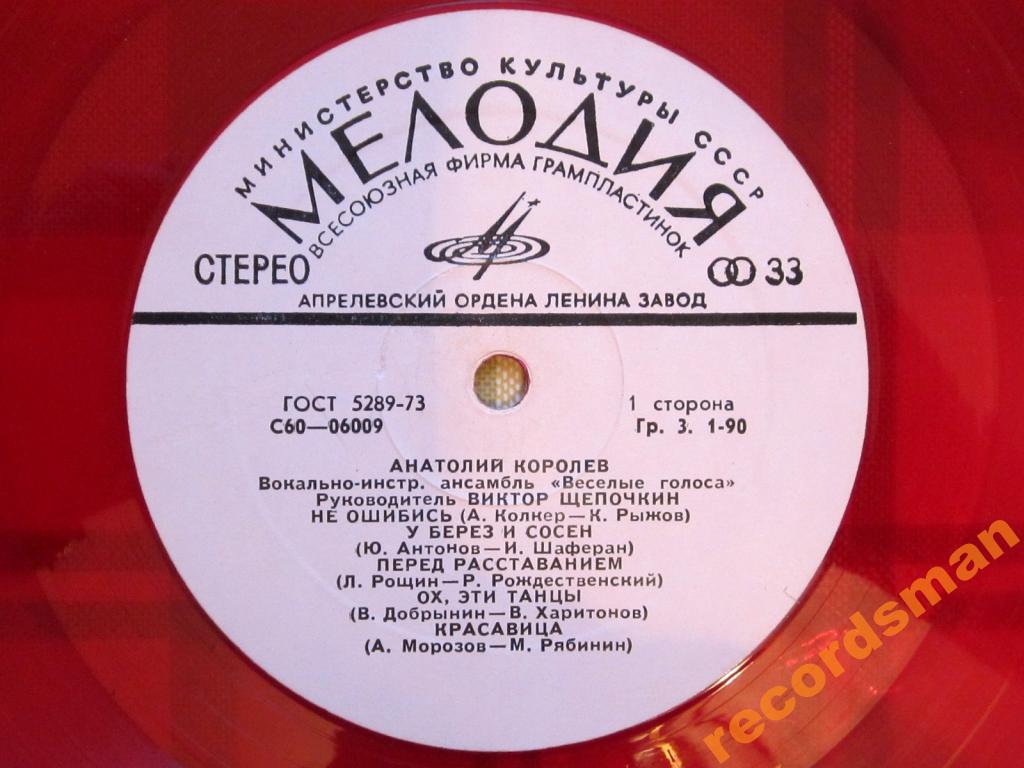 МИНИСТЕРСТВО КУЛЬТУРЫ СССР
МЕЛОДИЯ
ВСЕСОЮЗНАЯ ФИРМА ГРАМПЛАСТИНОК
СТЕРЕО 33
АПРЕЛЕВСКИЙ ОРДЕНА ЛЕНИНА ЗАВОД
ГОСТ 5289-73 1 сторона
С60—06009 Гр. 3. 1-90
АНАТОЛИЙ КОРОЛЕВ
Вокально-инстр. ансамбль «Веселые голоса»
Руководитель ВИКТОР ЩЕПОЧКИН
НЕ ОШИБИСЬ (А. Колкер—К. Рыжов)
У БЕРЕЗ И СОСЕН
(Ю. Антонов—И. Шаферан)
ПЕРЕД РАССТАВАНИЕМ
(Л. Рощин—Р. Рождественский)
ОХ, ЭТИ ТАНЦЫ
(В. Добрынин—В. Харитонов)
КРАСАВИЦА
(А. Морозов—М. Рябинин)
recordsman